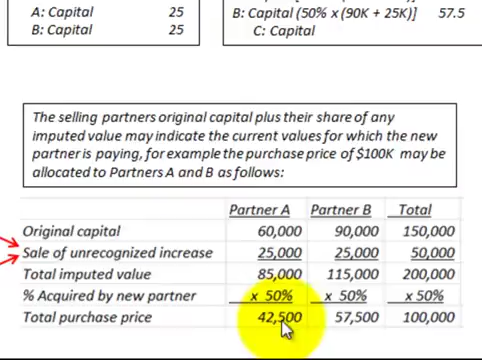 A: Capital 25
B: Capital 25
B: Capital (50% x (90K + 25K)] 57.5
C: Capital
The selling partners original capital plus their share of any
imputed value may indicate the current values for which the new
partner is paying, for example the purchase price of $100K may be
allocated to Partners A and B as follows:
Partner A Partner B Total
Original capital 60,000 90,000 150,000
Sale of unrecognized increase 25,000 25,000 50,000
Total imputed value 85,000 115,000 200,000
% Acquired by new partner x 50% x 50% x 50%
Total purchase price 42,500 57,500 100,000